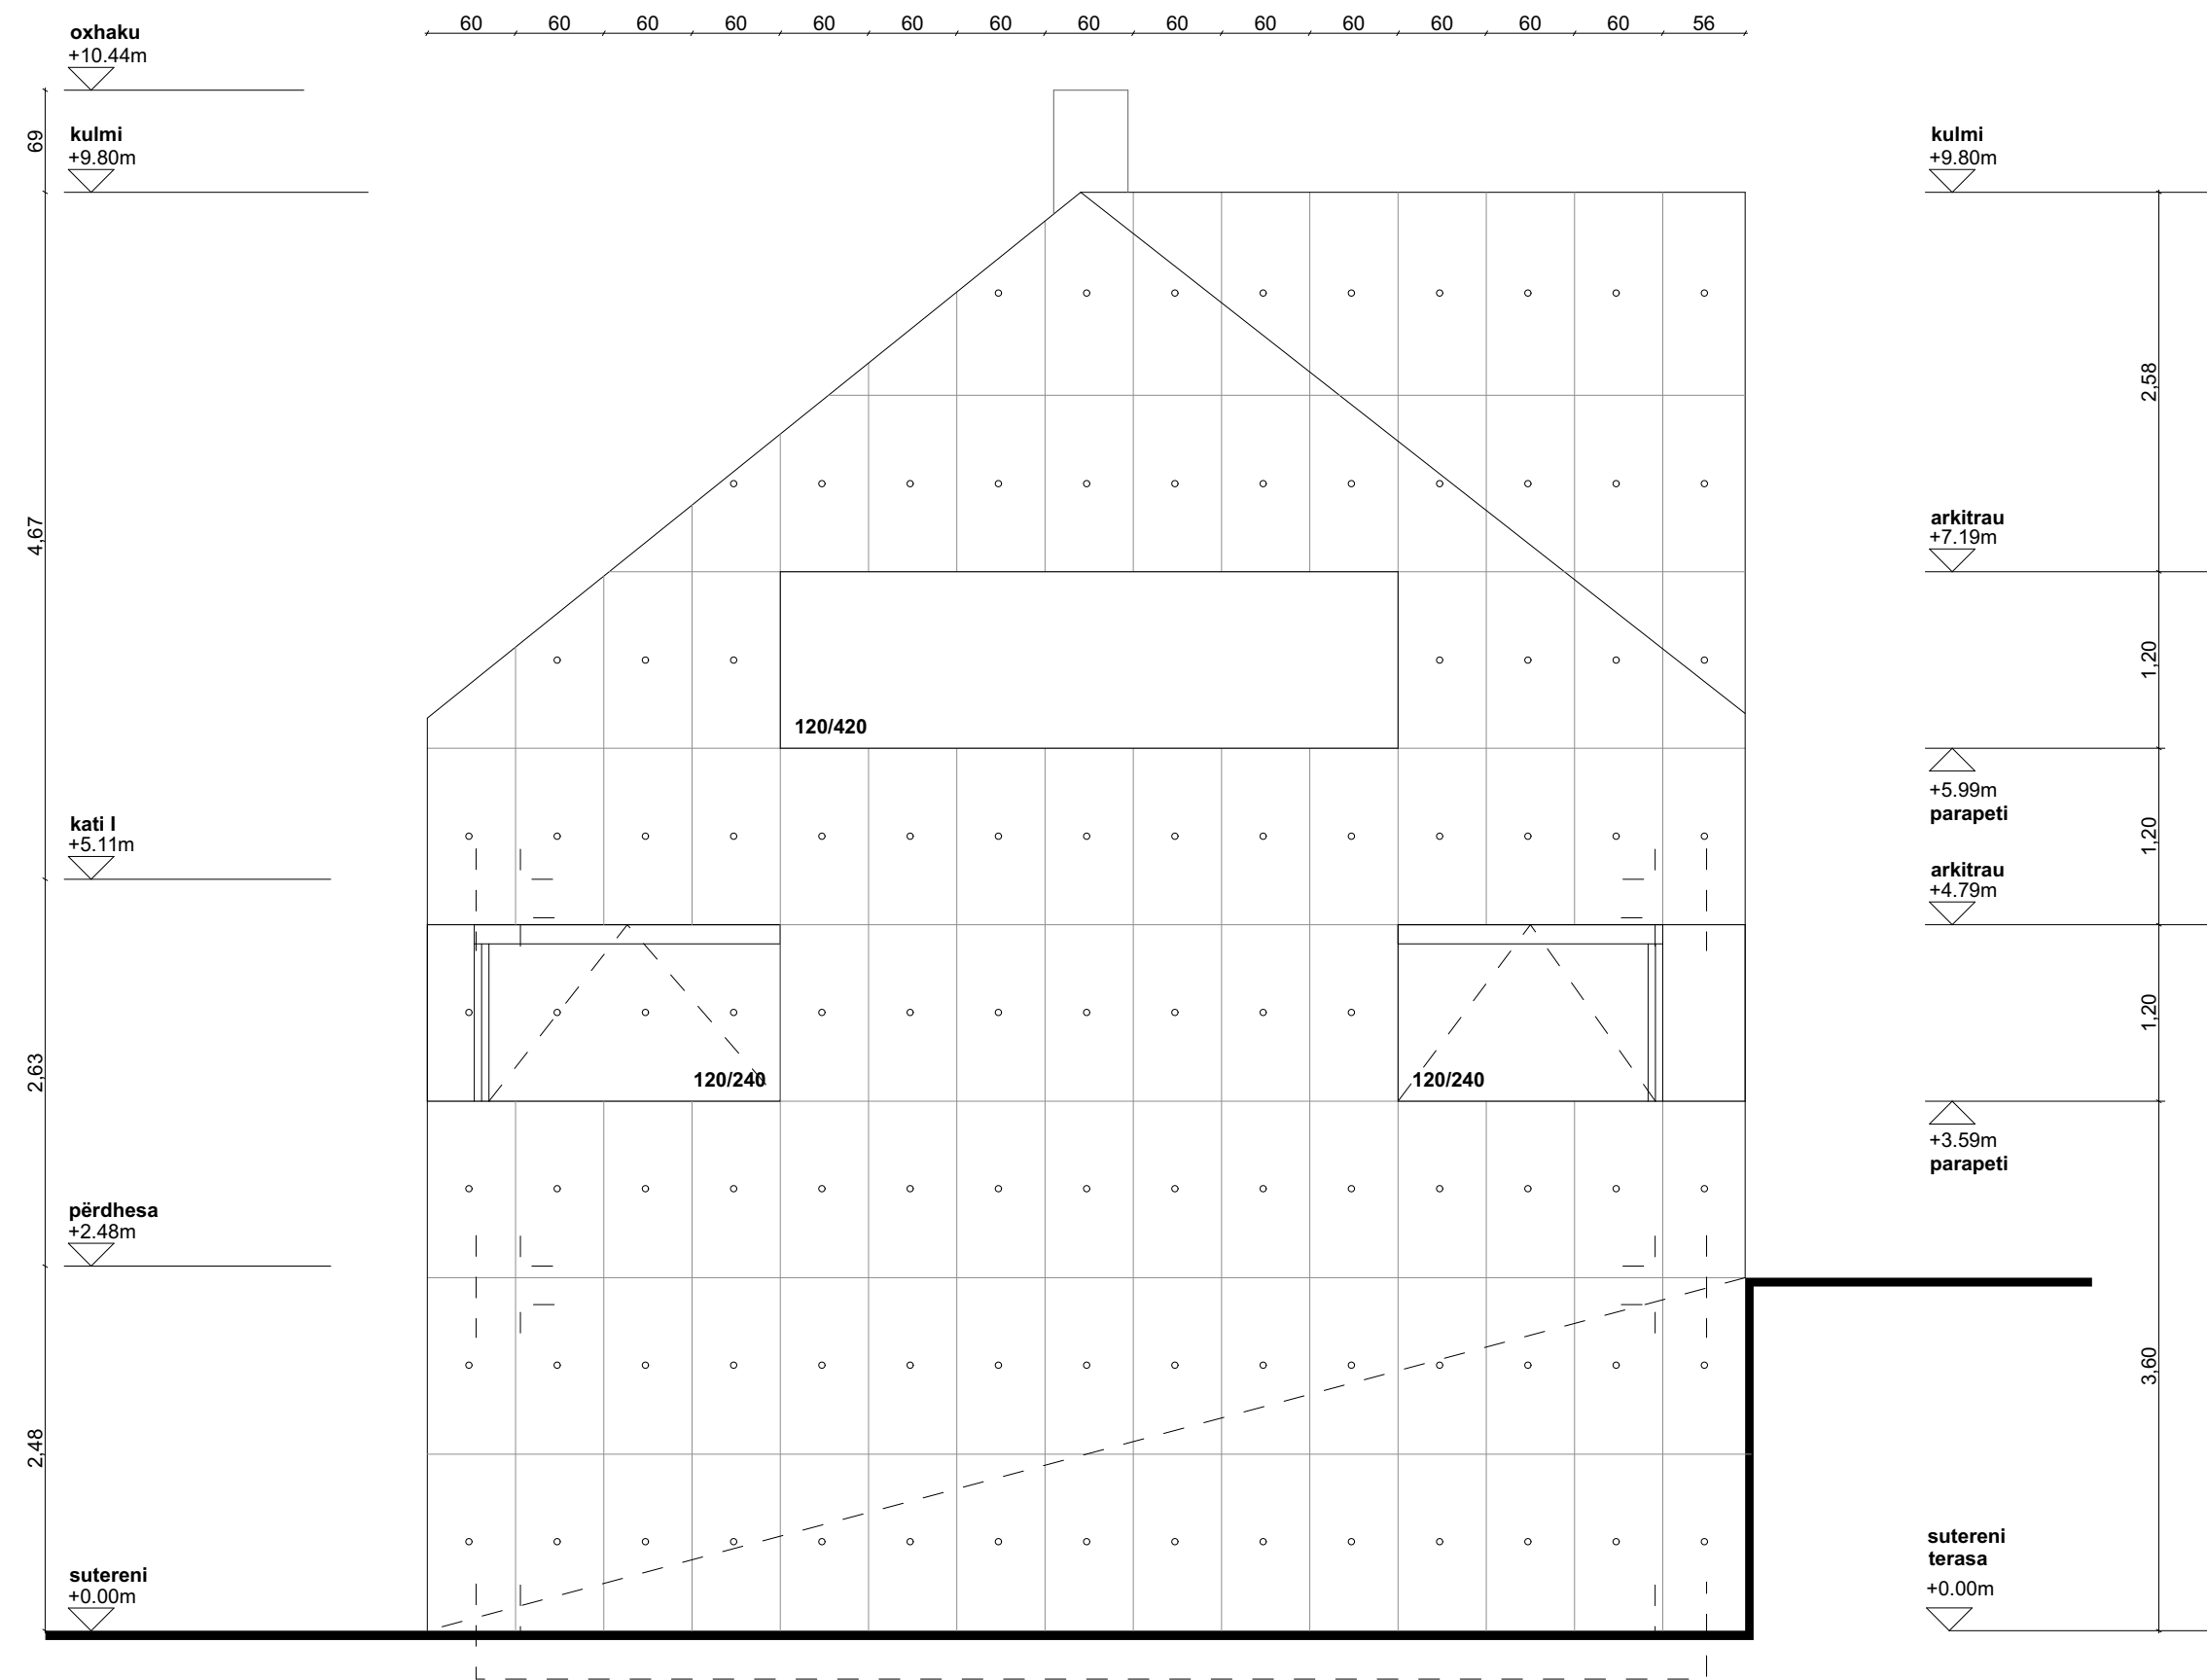 60 60 60 60 60 60 60 60 60 60 60 60 60 60 56
oxhaku
+10.44m
69
kulmi
+9.80m
kulmi
+9.80m
2,58
4,67
arkitrau
+7.19m
1,20
120/420
+5.99m
parapeti
kati I
+5.11m
1,20
arkitrau
+4.79m
1,20
2,63
120/240
120/240
+3.59m
parapeti
përdhesa
+2.48m
3,60
2,48
sutereni
+0.00m
sutereni
terasa
+0.00m